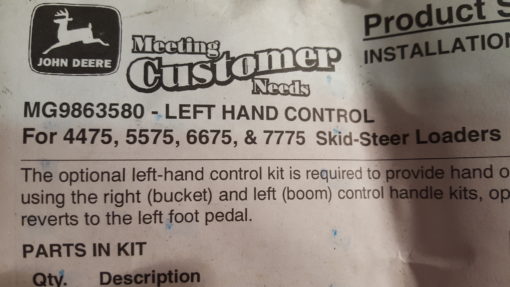 Product
INSTALLATION
JOHN DEERE
Meeting
Customer
Needs
MG9863580 - LEFT HAND CONTROL
For 4475, 5575, 6675, & 7775 Skid-Steer Loaders
The optional left-hand control kit is required to provide hand
using the right (bucket) and left (boom) control handle kits,
reverts to the left foot pedal.
PARTS IN KIT
Qty. Description